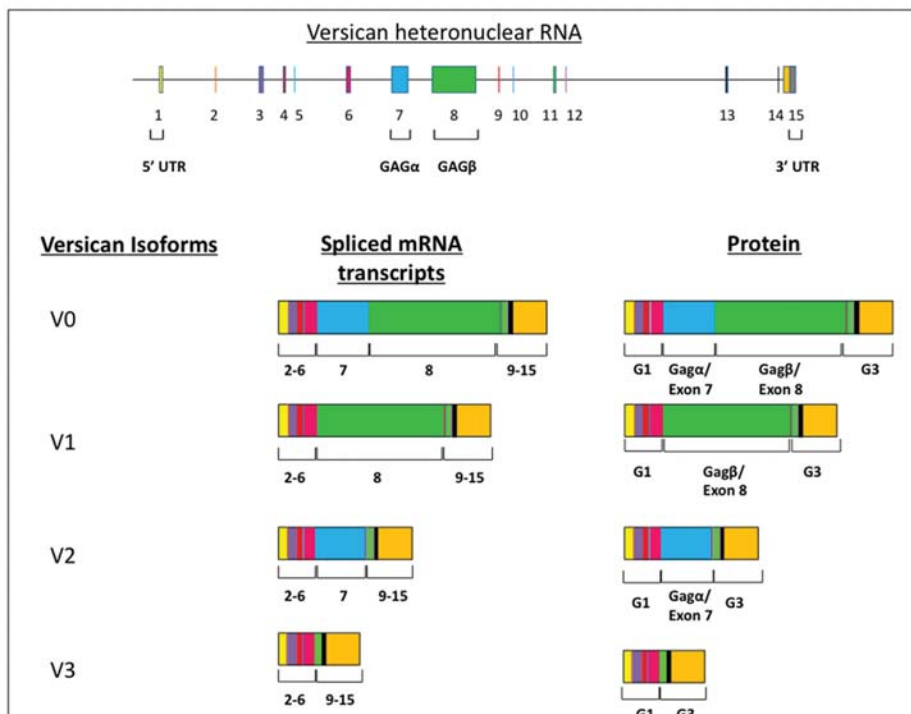 Versican heteronuclear RNA
1 2 3 4 5 6 7 8 9 10 11 12 13 14 15
5’ UTR GAGα GAGβ 3’ UTR
Versican Isoforms Spliced mRNA Protein
transcripts
V0
2-6 7 8 9-15
G1 Gagα/ Gagβ/ G3
Exon 7 Exon 8
V1
2-6 8 9-15
G1 Gagβ/ G3
Exon 8
V2
2-6 7 9-15
G1 Gagα/ G3
Exon 7
V3
2-6 9-15
G1 G3